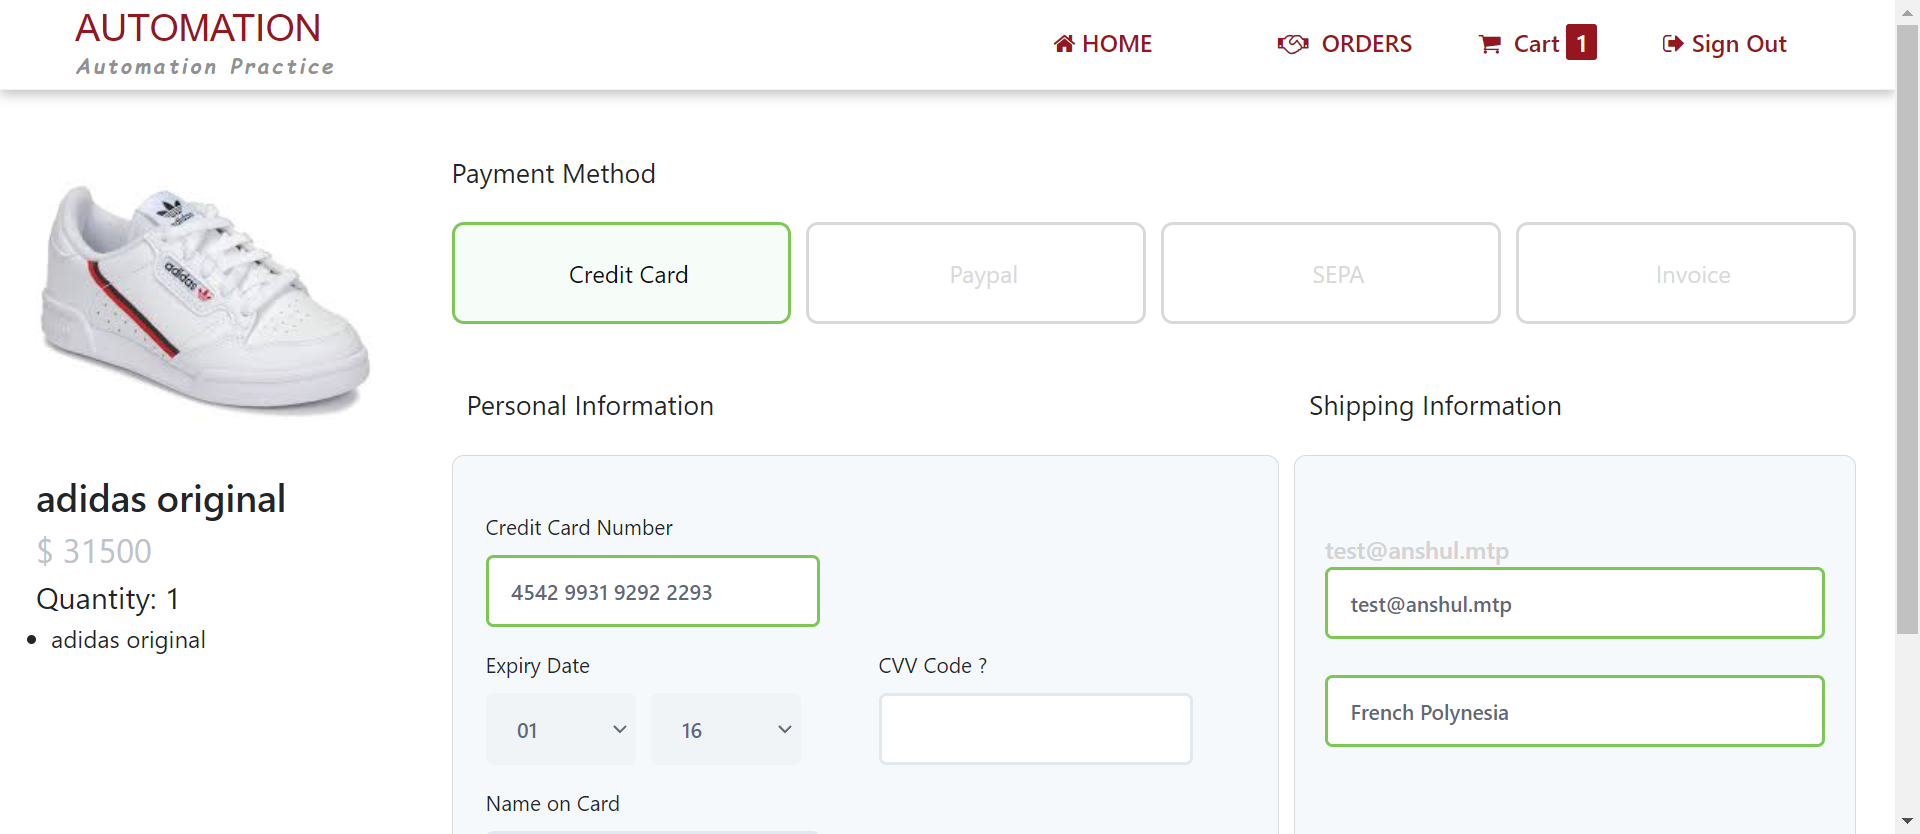 AUTOMATION
Automation Practice
HOME
ORDERS
Cart 1
Sign Out
Payment Method
Credit Card
Paypal
SEPA
Invoice
adidas
adidas
Personal Information
Shipping Information
adidas original
$ 31500
Quantity: 1
adidas original
Credit Card Number
4542 9931 9292 2293
Expiry Date
CVV Code ?
01
16
Name on Card
test@anshul.mtp
test@anshul.mtp
French Polynesia